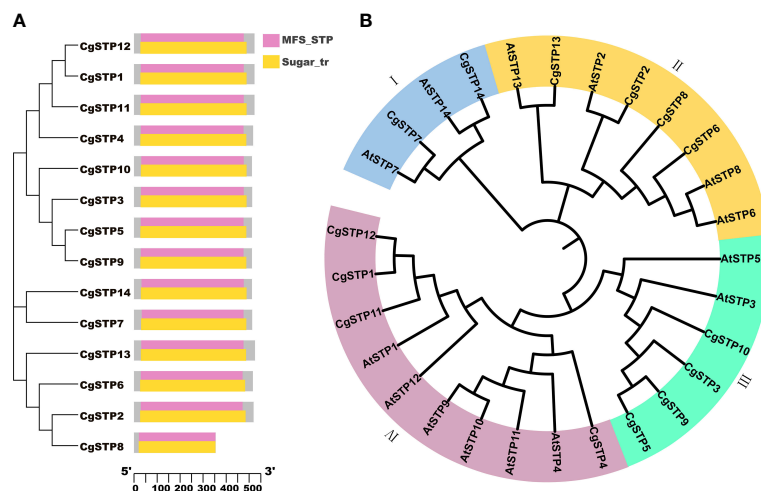 A
CgSTP12
CgSTP1
CgSTP11
CgSTP4
CgSTP10
CgSTP3
CgSTP5
CgSTP9
CgSTP14
CgSTP7
CgSTP13
CgSTP6
CgSTP2
CgSTP8
MFS_STP
Sugar_tr
5' 3'
0 100 200 300 400 500
B
I
II
III
IV
AtSTP7
CgSTP7
AtSTP14
CgSTP14
AtSTP13
CgSTP13
AtSTP2
CgSTP2
CgSTP8
CgSTP6
AtSTP8
AtSTP6
AtSTP5
AtSTP3
CgSTP10
CgSTP3
CgSTP9
CgSTP5
CgSTP4
AtSTP4
AtSTP11
AtSTP10
AtSTP9
AtSTP12
AtSTP1
CgSTP11
CgSTP1
CgSTP12